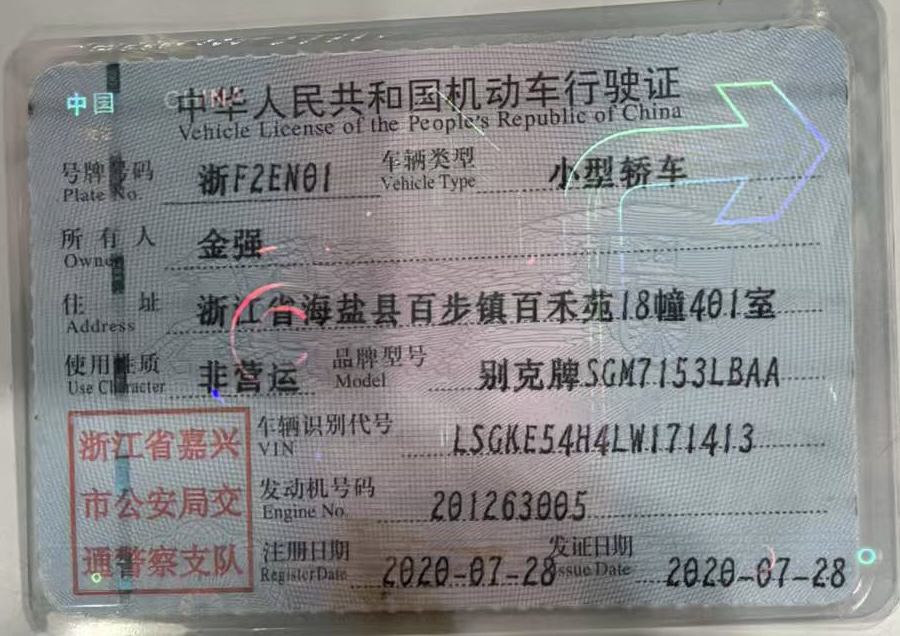 中国 CHINA
中华人民共和国机动车行驶证
Vehicle License of the People's Republic of China
号牌号码 浙F2EN01 车辆类型 小型轿车
Plate No. Vehicle Type
所有人 金强
Owner
住址 浙江省海盐县百步镇百禾苑18幢401室
Address
使用性质 非营运 品牌型号 别克牌SGM7153LBAA
Use Character Model
浙江省嘉兴
市公安局交
通警察支队
车辆识别代号 LSGKE54H4LW171413
VIN
发动机号码 201263005
Engine No.
注册日期 2020-07-28 发证日期 2020-07-28
Register Date Issue Date